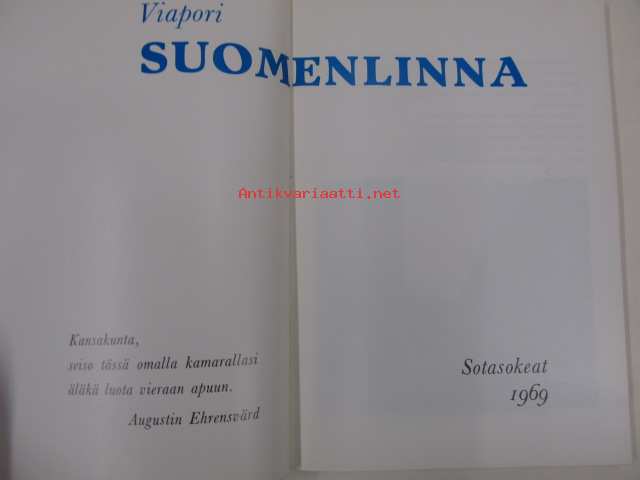 Viapori
SUOMENLINNA
Antikvariaatti.net
Kansakunta,
seiso tässä omalla kamarallasi
äläkä luota vieraan apuun.
Augustin Ehrensvärd
Sotasokeat
1969